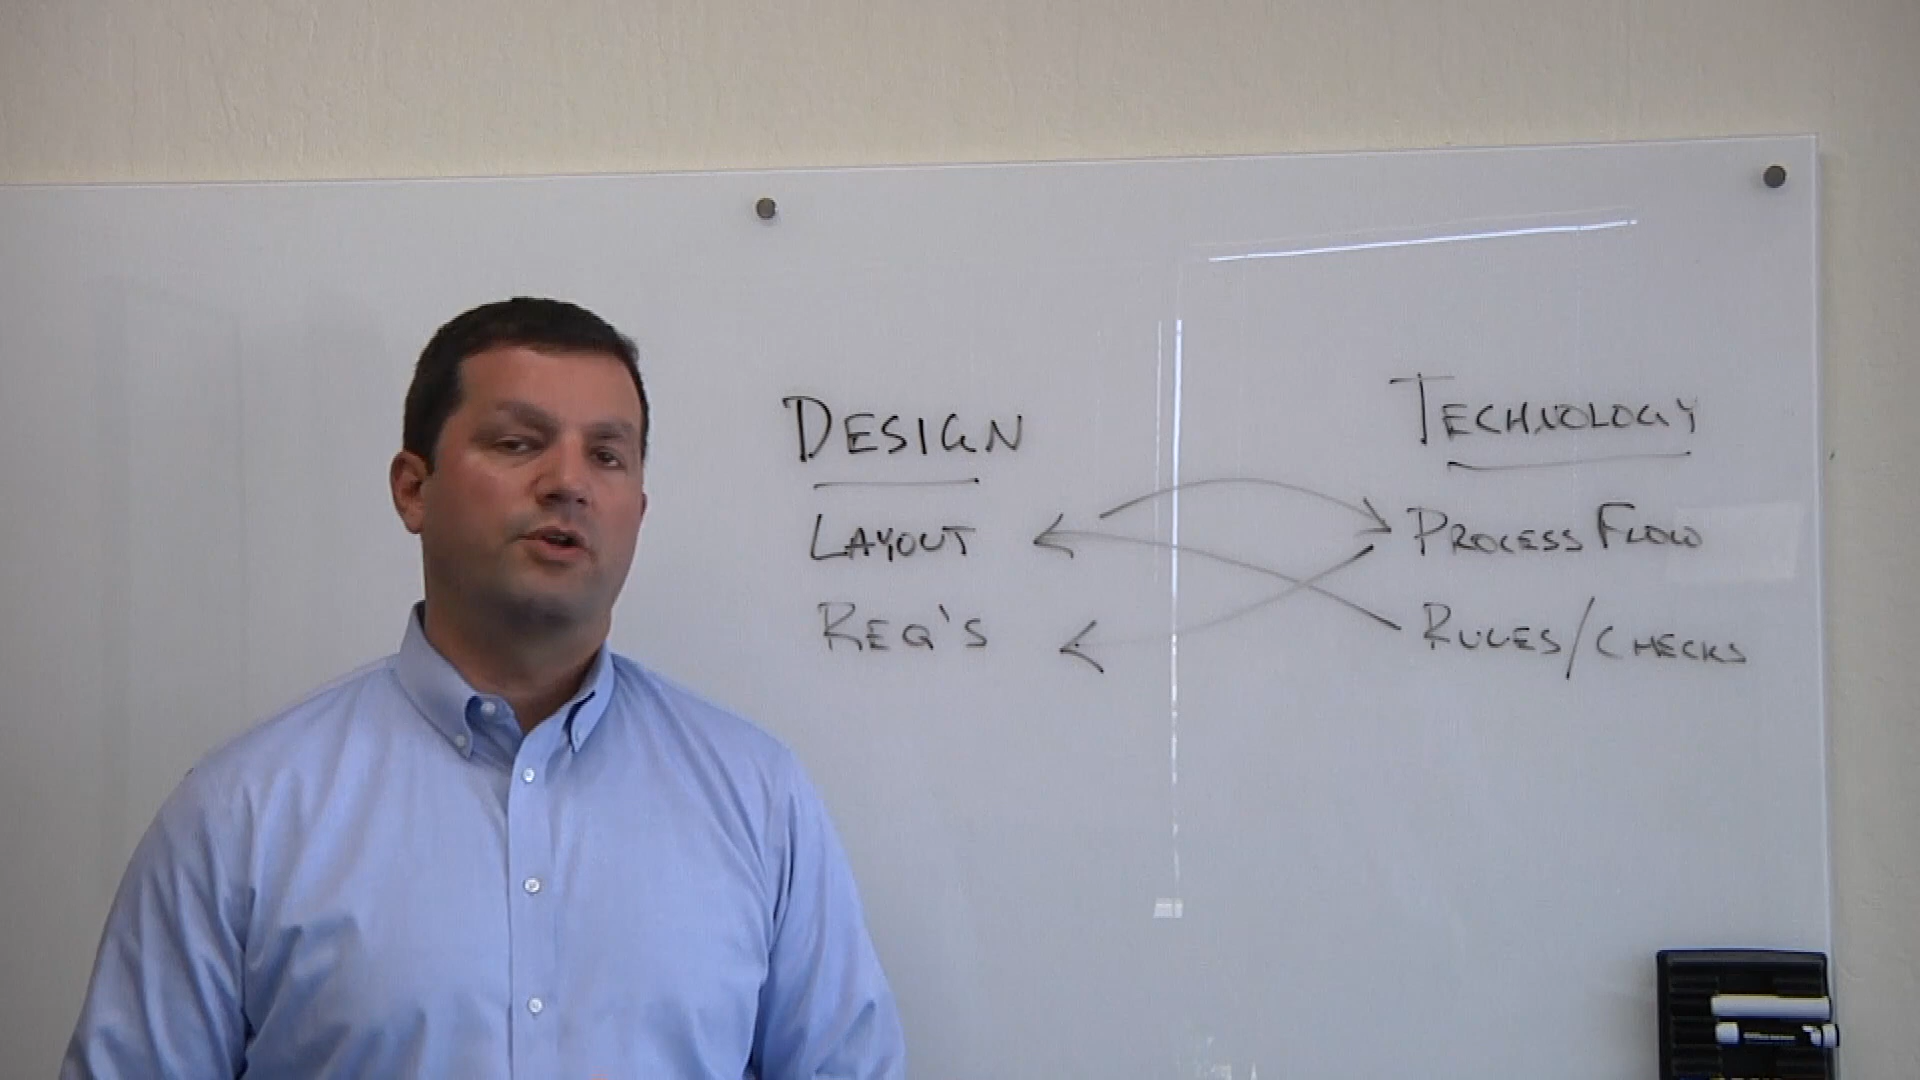 DESIGN
LAYOUT
REQ'S
TECHNOLOGY
PROCESS FLOW
RULES/CHECKS